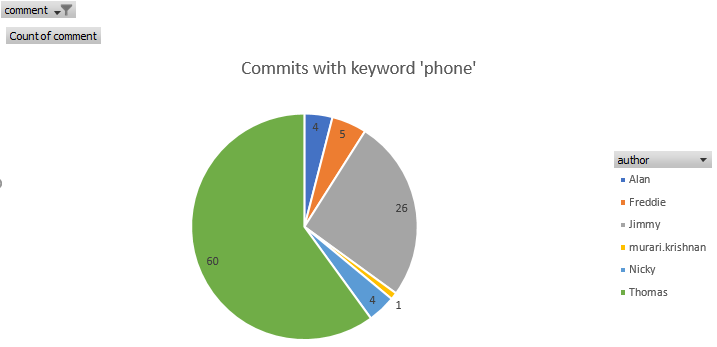 comment
Count of comment
Commits with keyword 'phone'
4
5
26
1
4
60
author
Alan
Freddie
Jimmy
murari.krishnan
Nicky
Thomas